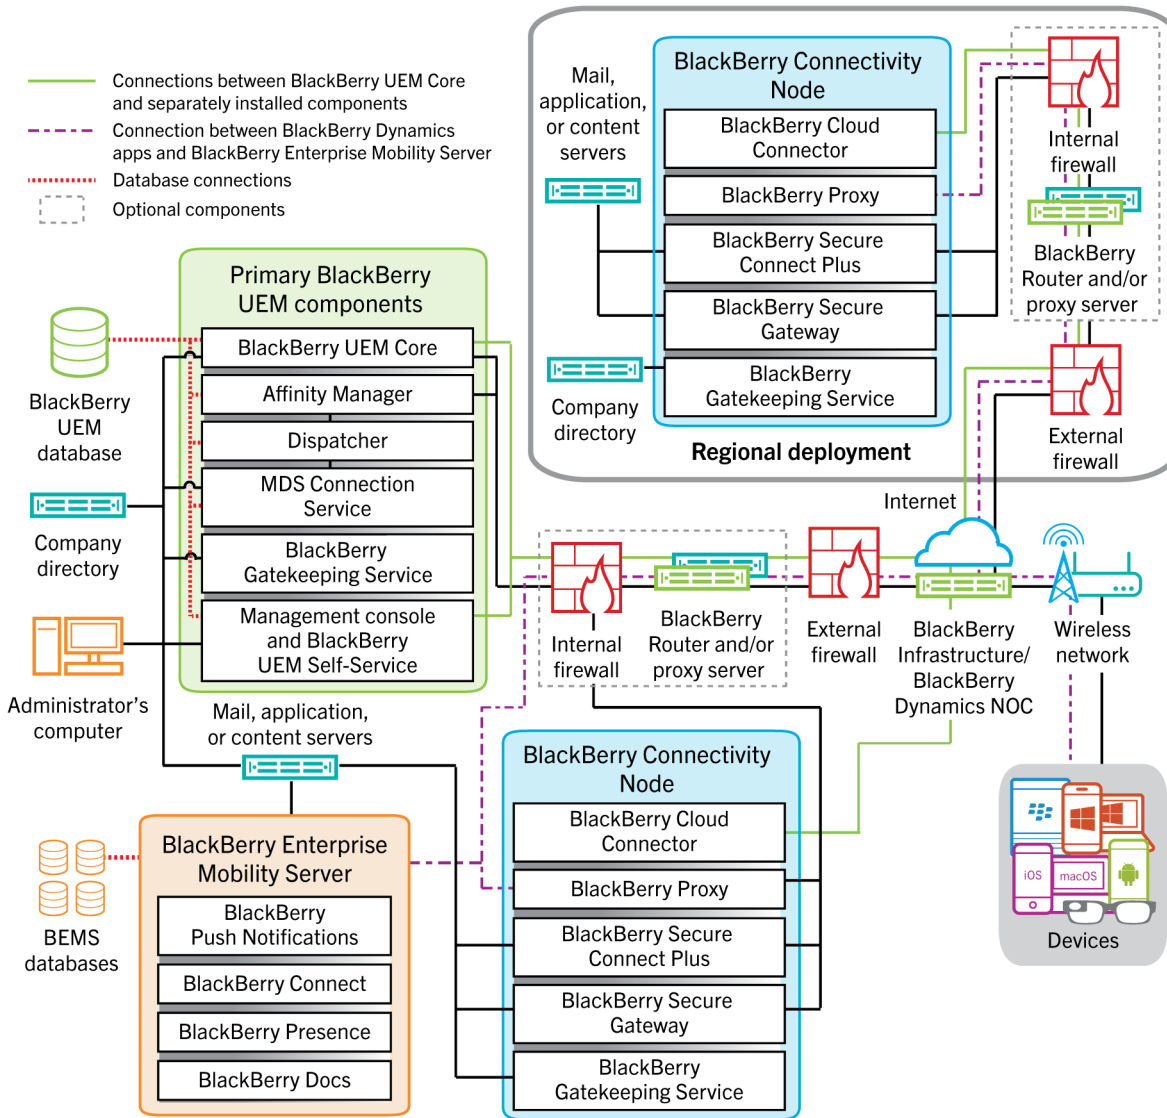 Connections between BlackBerry UEM Core
and separately installed components
Connection between BlackBerry Dynamics
apps and BlackBerry Enterprise Mobility Server
Database connections
Optional components
Mail,
application,
or content
servers
BlackBerry Connectivity
Node
BlackBerry Cloud
Connector
BlackBerry Proxy
BlackBerry Secure
Connect Plus
BlackBerry Secure
Gateway
BlackBerry
Gatekeeping Service
Company
directory
Regional deployment
Internal
firewall
BlackBerry
Router and/or
proxy server
External
firewall
Primary BlackBerry
UEM components
BlackBerry UEM Core
Affinity Manager
Dispatcher
MDS Connection
Service
BlackBerry
Gatekeeping Service
Management console
and BlackBerry
UEM Self-Service
BlackBerry
UEM
database
Company
directory
Administrator's
computer
Internal
firewall
BlackBerry
Router and/or
proxy server
External
firewall
Internet
BlackBerry
Infrastructure/
BlackBerry
Dynamics NOC
Wireless
network
Mail, application,
or content servers
BlackBerry Enterprise
Mobility Server
BlackBerry
Push Notifications
BlackBerry Connect
BlackBerry Presence
BlackBerry Docs
BEMS
databases
BlackBerry Connectivity
Node
BlackBerry Cloud
Connector
BlackBerry Proxy
BlackBerry Secure
Connect Plus
BlackBerry Secure
Gateway
BlackBerry
Gatekeeping Service
iOS
macOS
Devices